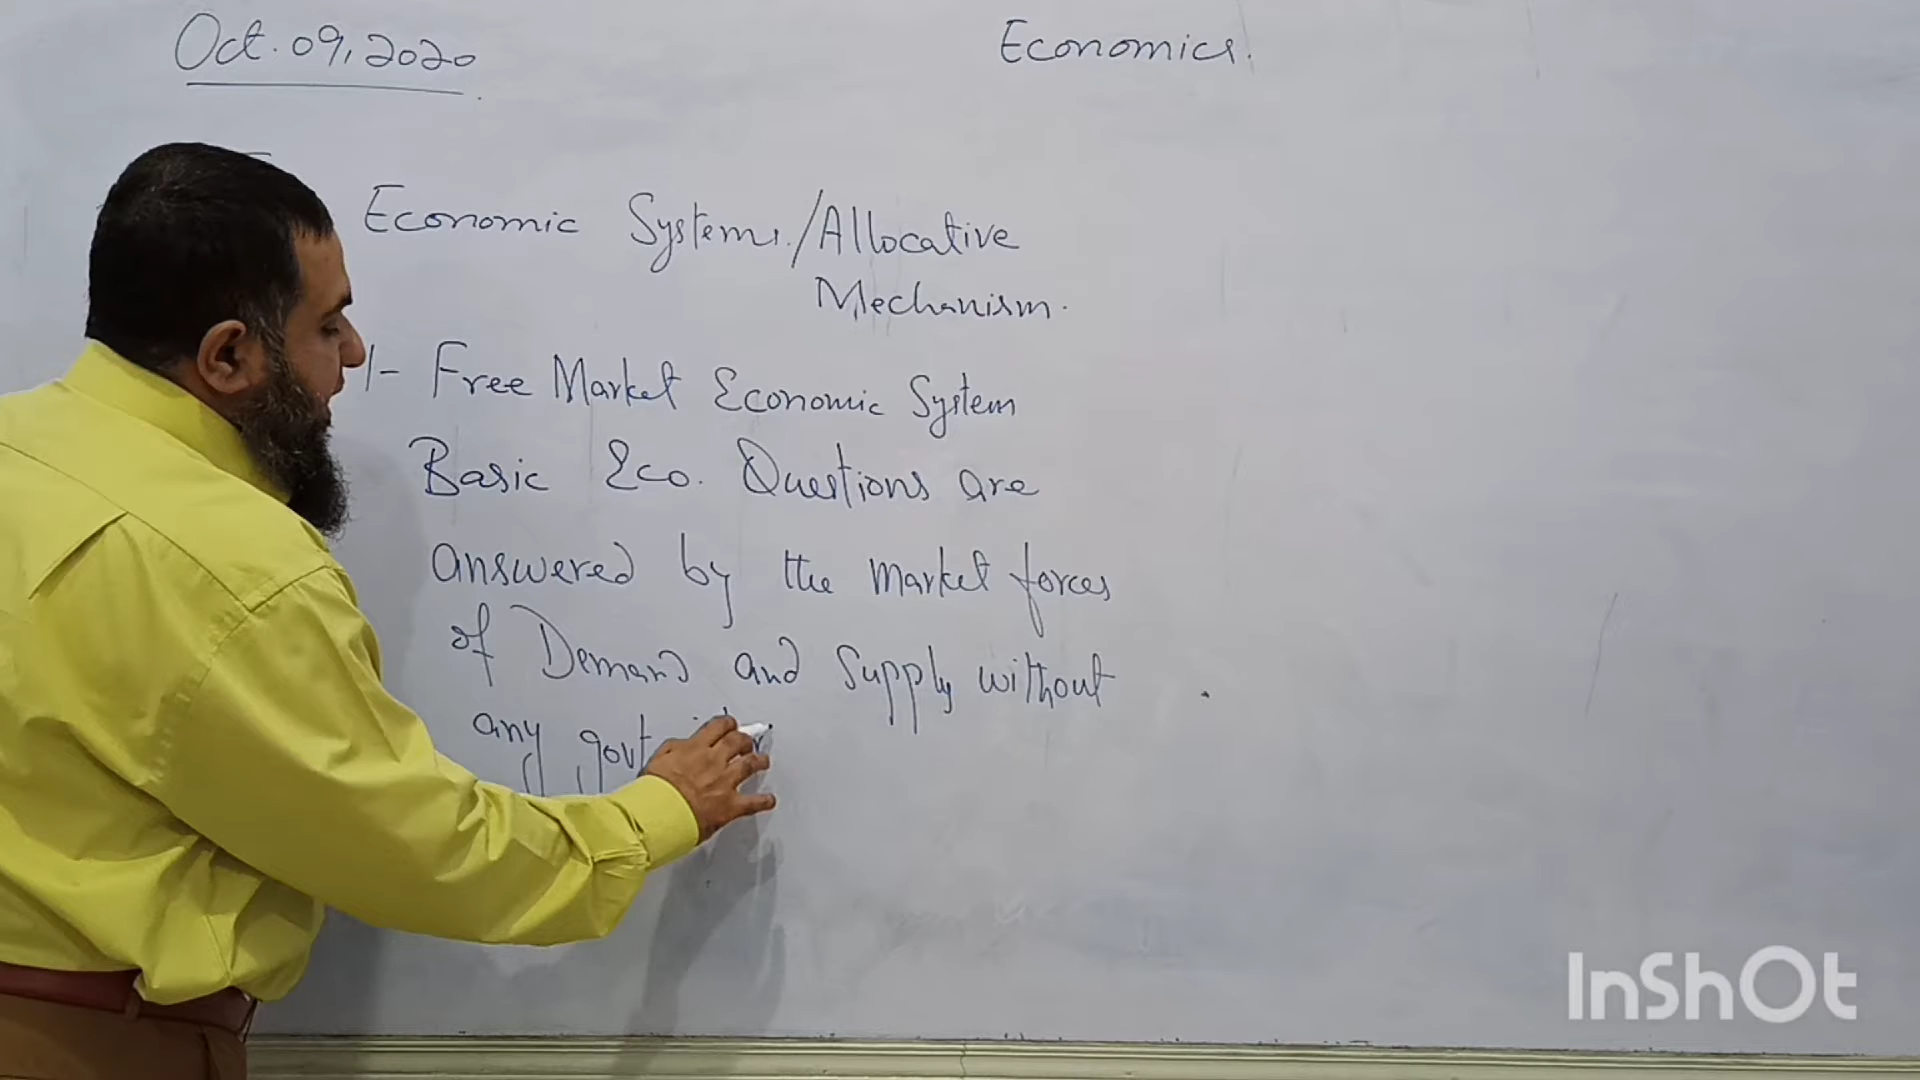 Oct. 09, 2020
Economics.
Economic Systems./Allocative
Mechanism.
1- Free Market Economic System
Basic Eco. Questions are
answered by the market forces
of Demand and Supply without
any govt.
InShOt